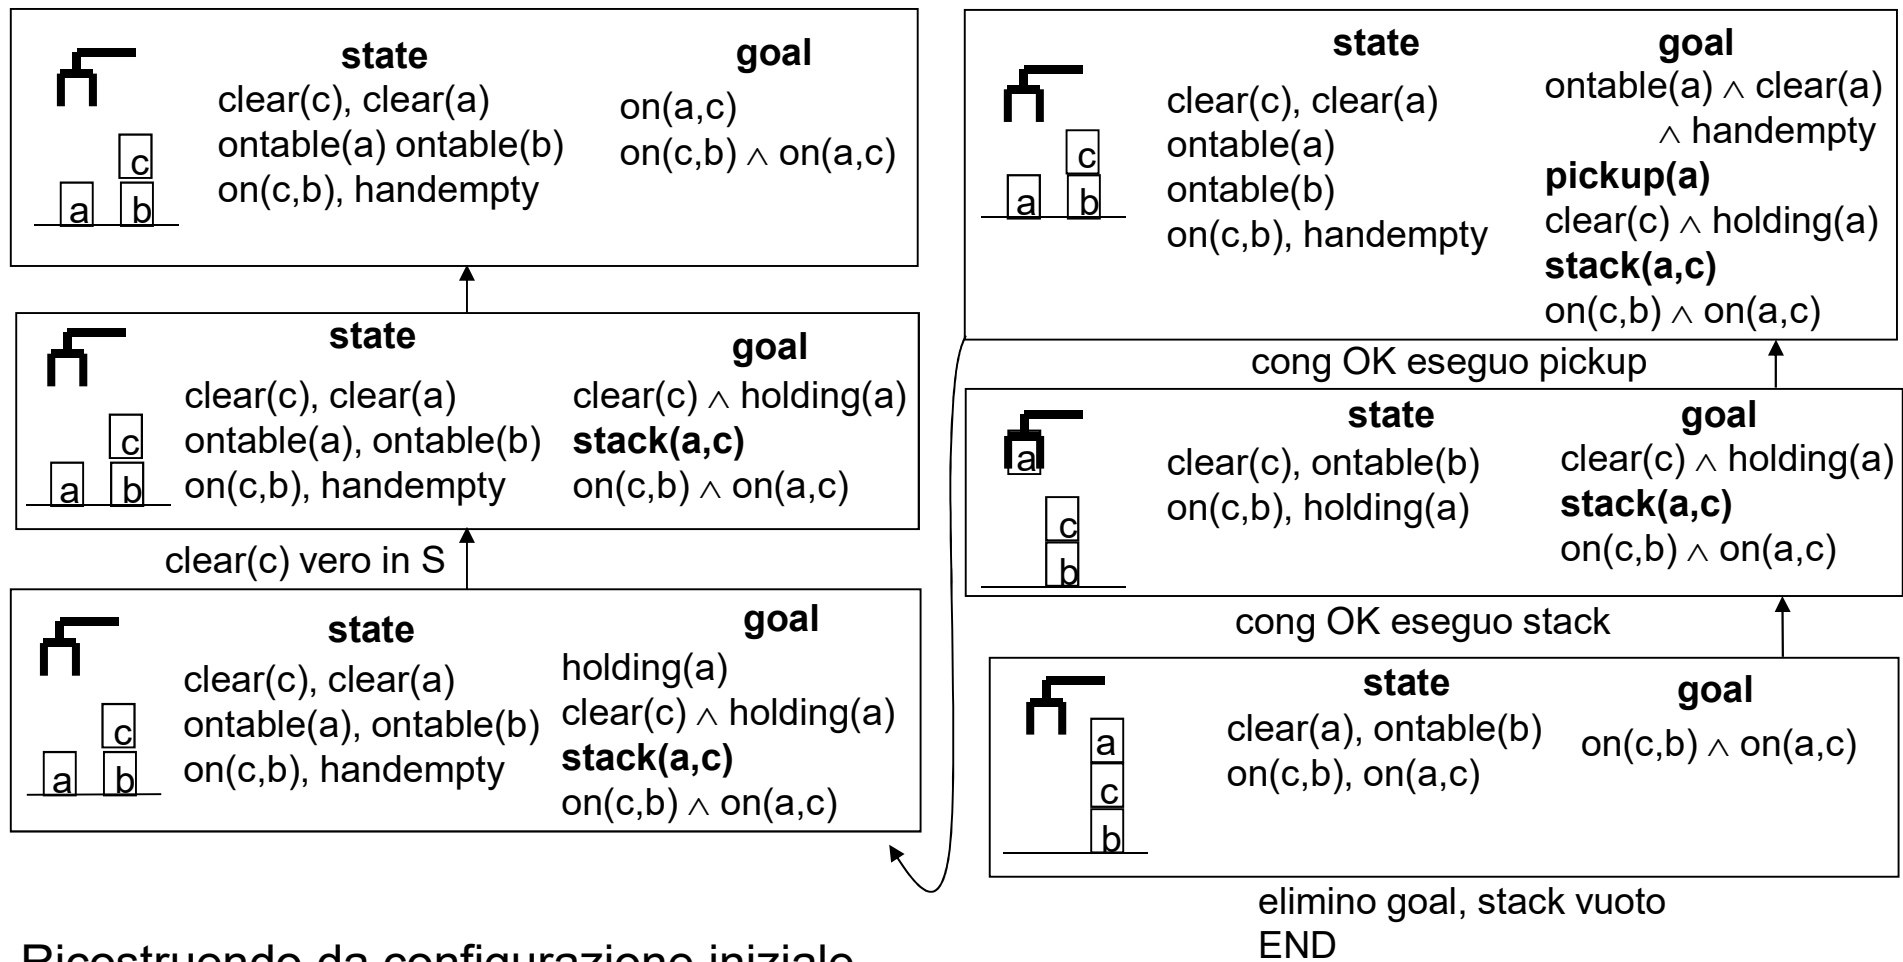 state
goal
clear(c), clear(a)
ontable(a) ontable(b)
on(c,b), handempty
on(a,c)
on(c,b) ∧ on(a,c)
c
a
b
state
goal
clear(c), clear(a)
ontable(a), ontable(b)
on(c,b), handempty
clear(c) ∧ holding(a)
stack(a,c)
on(c,b) ∧ on(a,c)
c
a
b
clear(c) vero in S
state
goal
clear(c), clear(a)
ontable(a), ontable(b)
on(c,b), handempty
holding(a)
clear(c) ∧ holding(a)
stack(a,c)
on(c,b) ∧ on(a,c)
c
a
b
state
goal
clear(c), clear(a)
ontable(a)
ontable(b)
on(c,b), handempty
ontable(a) ∧ clear(a)
∧ handempty
pickup(a)
clear(c) ∧ holding(a)
stack(a,c)
on(c,b) ∧ on(a,c)
c
a
b
cong OK eseguo pickup
state
goal
clear(c), ontable(b)
on(c,b), holding(a)
clear(c) ∧ holding(a)
stack(a,c)
on(c,b) ∧ on(a,c)
a
c
b
cong OK eseguo stack
state
goal
clear(a), ontable(b)
on(c,b), on(a,c)
on(c,b) ∧ on(a,c)
a
c
b
elimino goal, stack vuoto
END
Ricostruendo da configurazione iniziale